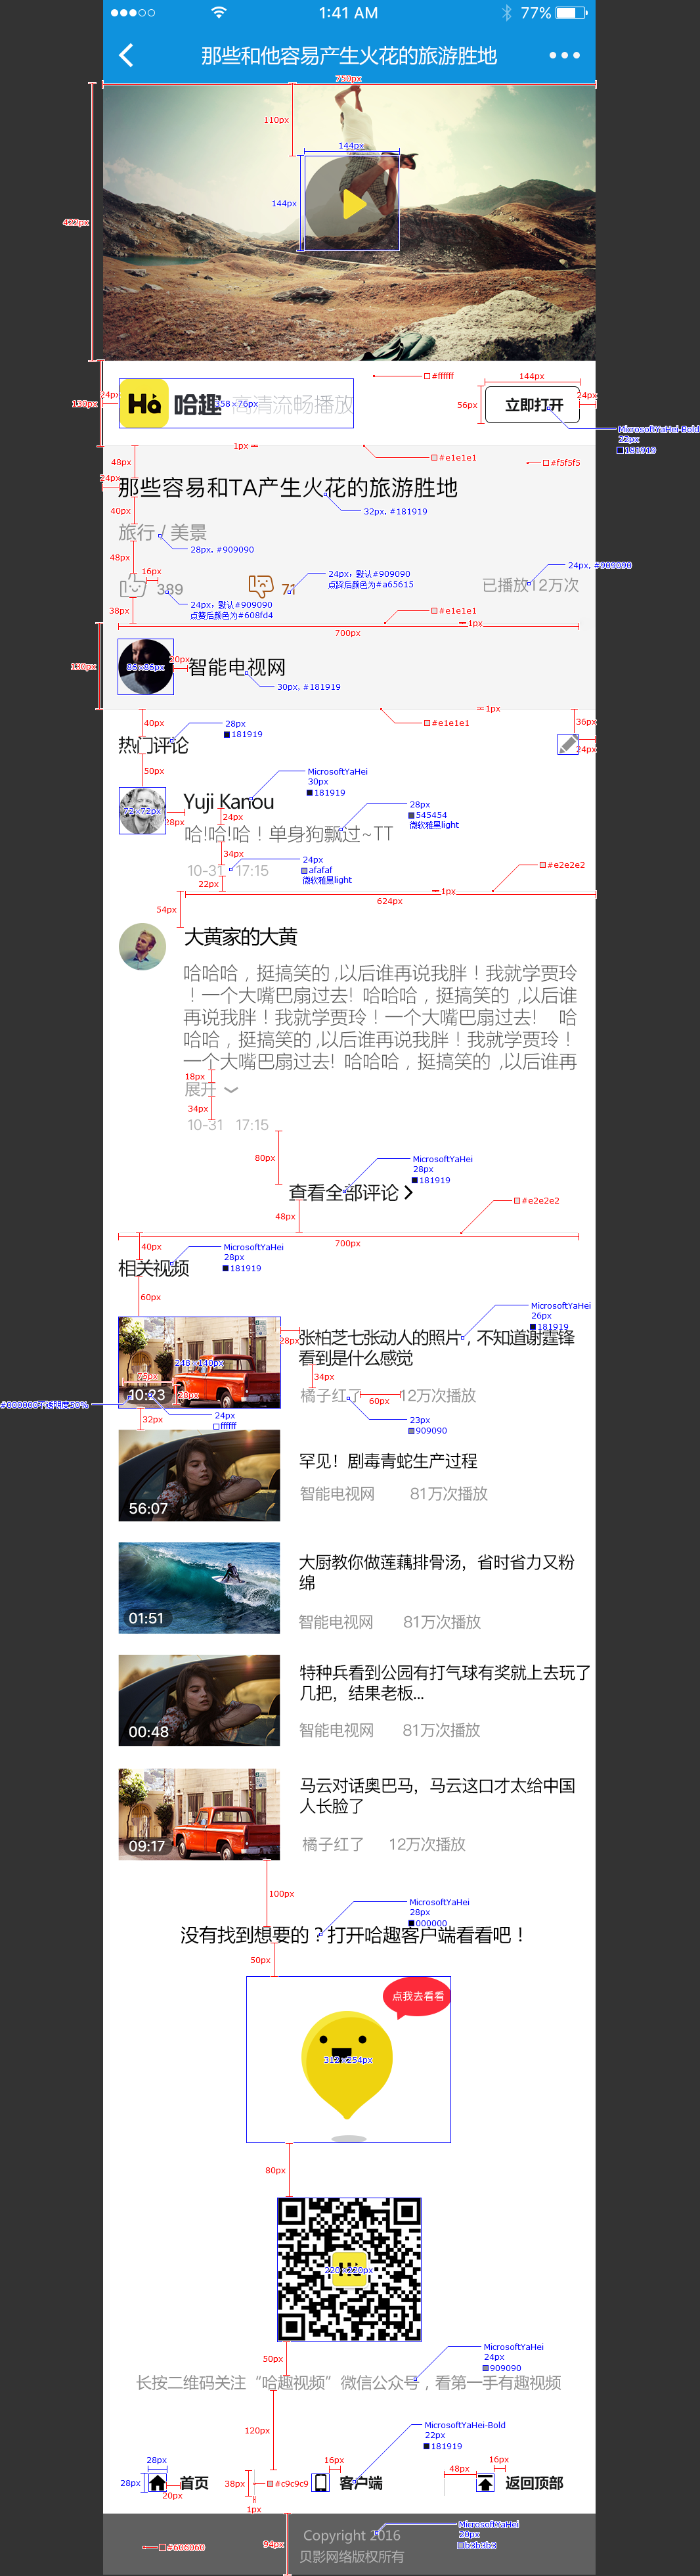 1:41 AM
77%
那些和他容易产生火花的旅游胜地
750px
110px
144px
144px
422px
#ffffff
144px
24px
Hā 哈趣 高清流畅播放
358×76px
130px
56px
立即打开
24px
MicrosoftYaHei-Bold
22px
181919
1px
#e1e1e1
48px
#f5f5f5
24px
那些容易和TA产生火花的旅游胜地
40px
32px, #181919
旅行 / 美景
28px, #909090
48px
16px
389
71
24px，默认#909090
点踩后颜色为#a65615
24px, #909090
已播放12万次
24px，默认#909090
点赞后颜色为#608fd4
38px
#e1e1e1
1px
700px
130px
86×86px
20px
智能电视网
30px, #181919
1px
40px
28px
181919
#e1e1e1
36px
热门评论
24px
50px
MicrosoftYaHei
30px
181919
72×72px
Yuji Kanou
28px
24px
28px
545454
微软雅黑light
哈!哈!哈！单身狗飘过~TT
34px
24px
afafaf
微软雅黑light
10-31 17:15
22px
#e2e2e2
1px
624px
54px
大黄家的大黄
哈哈哈，挺搞笑的 ,以后谁再说我胖！我就学贾玲
！一个大嘴巴扇过去! 哈哈哈，挺搞笑的 ,以后谁
再说我胖！我就学贾玲！一个大嘴巴扇过去! 哈
哈哈，挺搞笑的 ,以后谁再说我胖！我就学贾玲！
一个大嘴巴扇过去! 哈哈哈，挺搞笑的 ,以后谁再
18px
展开
34px
10-31 17:15
80px
MicrosoftYaHei
28px
181919
查看全部评论
48px
#e2e2e2
700px
40px
MicrosoftYaHei
28px
181919
相关视频
60px
MicrosoftYaHei
26px
181919
28px
张柏芝七张动人的照片，不知道谢霆锋
看到是什么感觉
248×140px
34px
75px
10:23
28px
橘子红了
60px
12万次播放
#000000不透明度50%
24px
ffffff
32px
23px
909090
罕见！剧毒青蛇生产过程
智能电视网 81万次播放
56:07
大厨教你做莲藕排骨汤，省时省力又粉
绵
01:51
智能电视网 81万次播放
特种兵看到公园有打气球有奖就上去玩了
几把，结果老板...
00:48
智能电视网 81万次播放
马云对话奥巴马，马云这口才太给中国
人长脸了
09:17
橘子红了 12万次播放
100px
MicrosoftYaHei
28px
000000
没有找到想要的？打开哈趣客户端看看吧！
50px
点我去看看
312×254px
80px
220×220px
50px
MicrosoftYaHei
24px
909090
长按二维码关注“哈趣视频”微信公众号，看第一手有趣视频
120px
MicrosoftYaHei-Bold
22px
181919
28px
28px
首页
20px
38px
#c9c9c9
1px
16px
客户端
48px
16px
返回顶部
94px
#606060
Copyright 2016
贝影网络版权所有
MicrosoftYaHei
20px
b3b3b3